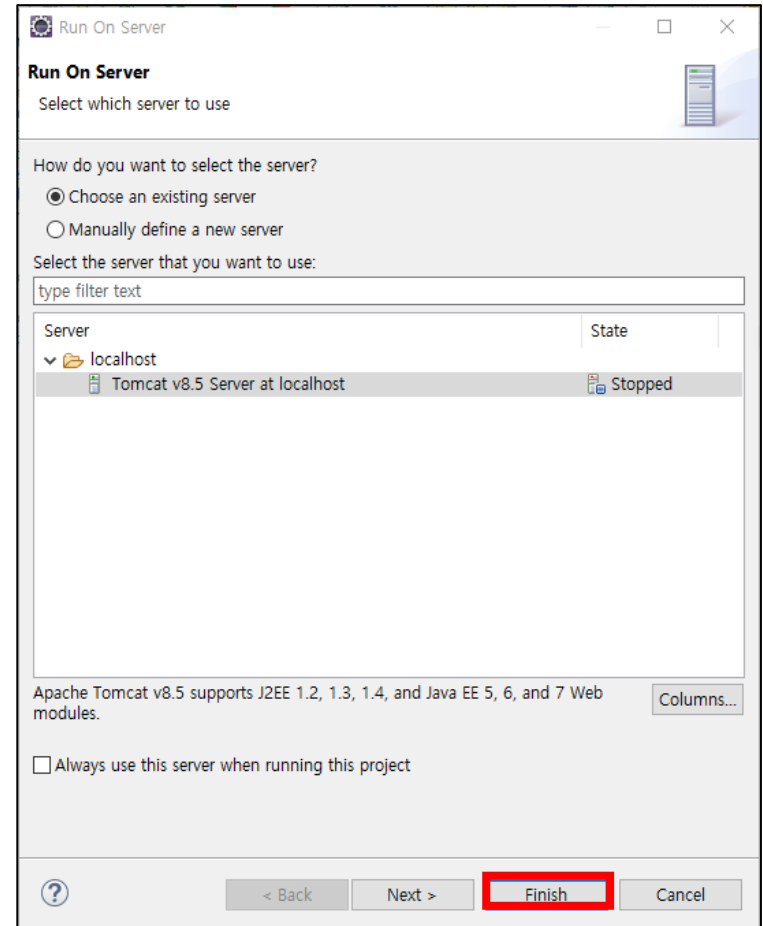 Run On Server
Run On Server
Select which server to use
How do you want to select the server?
Choose an existing server
Manually define a new server
Select the server that you want to use:
type filter text
Server State
localhost
Tomcat v8.5 Server at localhost Stopped
Apache Tomcat v8.5 supports J2EE 1.2, 1.3, 1.4, and Java EE 5, 6, and 7 Web
modules.
Columns...
Always use this server when running this project
? < Back Next > Finish Cancel